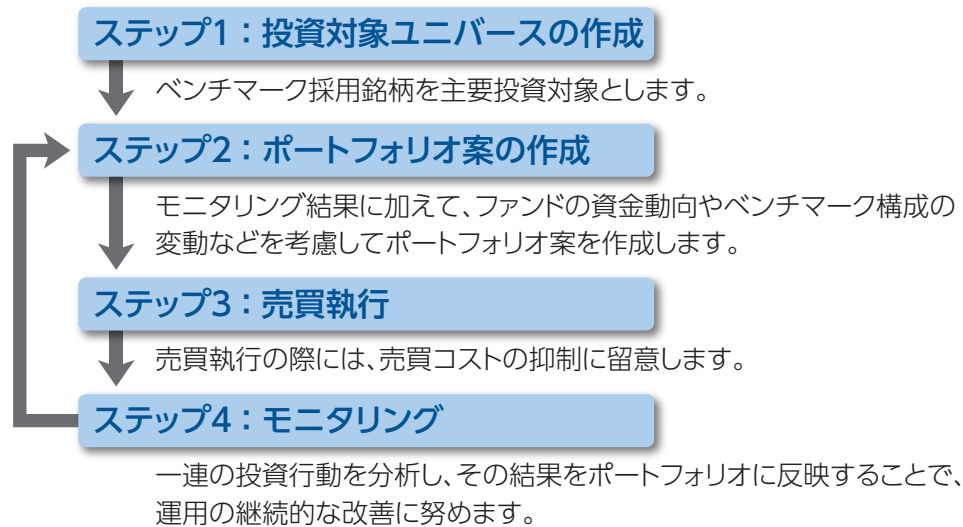 ステップ1：投資対象ユニバースの作成
ベンチマーク採用銘柄を主要投資対象とします。
ステップ2：ポートフォリオ案の作成
モニタリング結果に加えて、ファンドの資金動向やベンチマーク構成の
変動などを考慮してポートフォリオ案を作成します。
ステップ3：売買執行
売買執行の際には、売買コストの抑制に留意します。
ステップ4：モニタリング
一連の投資行動を分析し、その結果をポートフォリオに反映することで、
運用の継続的な改善に努めます。